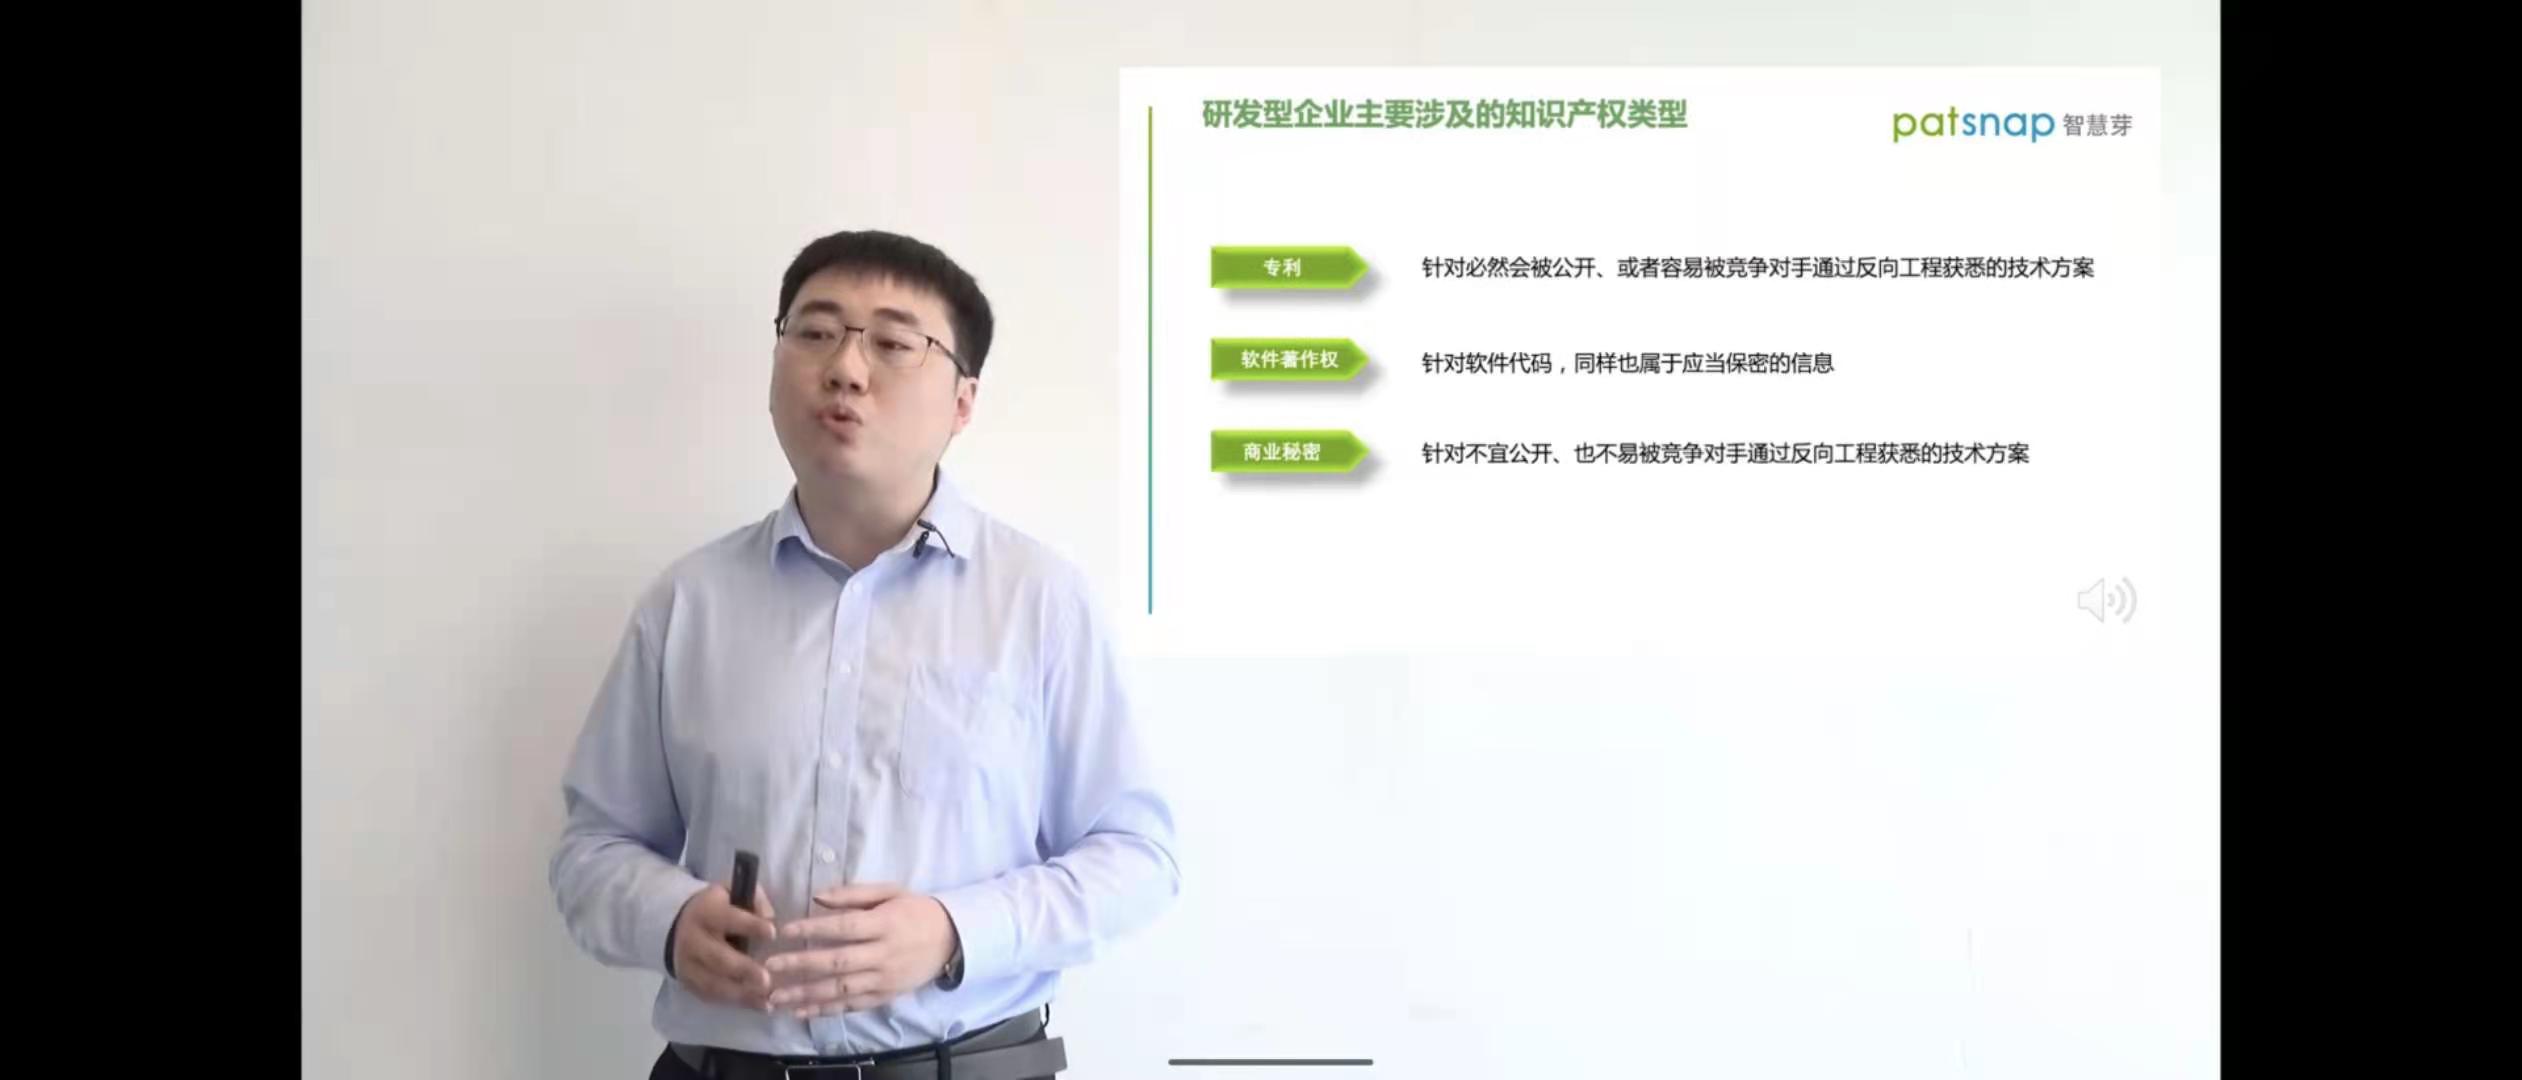 研发型企业主要涉及的知识产权类型
patsnap 智慧芽
专利
针对必然会被公开、或者容易被竞争对手通过反向工程获悉的技术方案
软件著作权
针对软件代码，同样也属于应当保密的信息
商业秘密
针对不宜公开、也不易被竞争对手通过反向工程获悉的技术方案